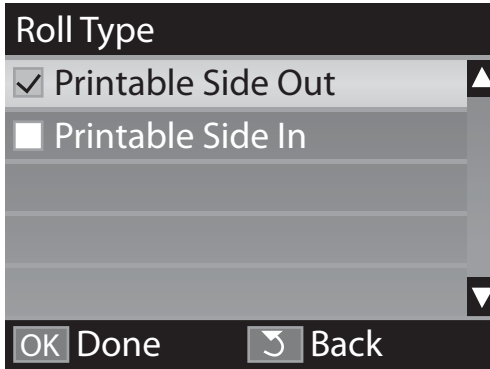 Roll Type
Printable Side Out
Printable Side In
OK Done Back